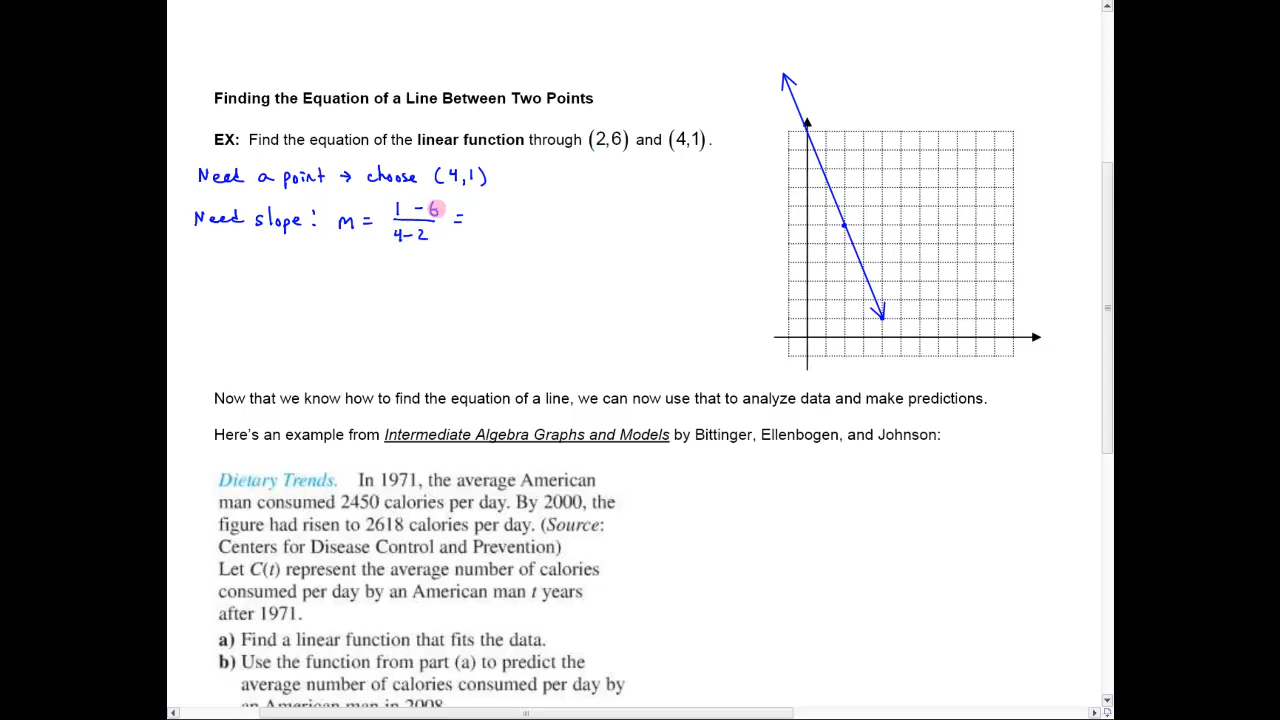 Finding the Equation of a Line Between Two Points
EX: Find the equation of the linear function through (2,6) and (4,1).
Need a point → choose (4,1)
Need slope: m = \frac{1-6}{4-2} =
Now that we know how to find the equation of a line, we can now use that to analyze data and make predictions.
Here's an example from Intermediate Algebra Graphs and Models by Bittinger, Ellenbogen, and Johnson:
Dietary Trends. In 1971, the average American
man consumed 2450 calories per day. By 2000, the
figure had risen to 2618 calories per day. (Source:
Centers for Disease Control and Prevention)
Let C(t) represent the average number of calories
consumed per day by an American man t years
after 1971.
a) Find a linear function that fits the data.
b) Use the function from part (a) to predict the
average number of calories consumed per day by
an American man in 2008